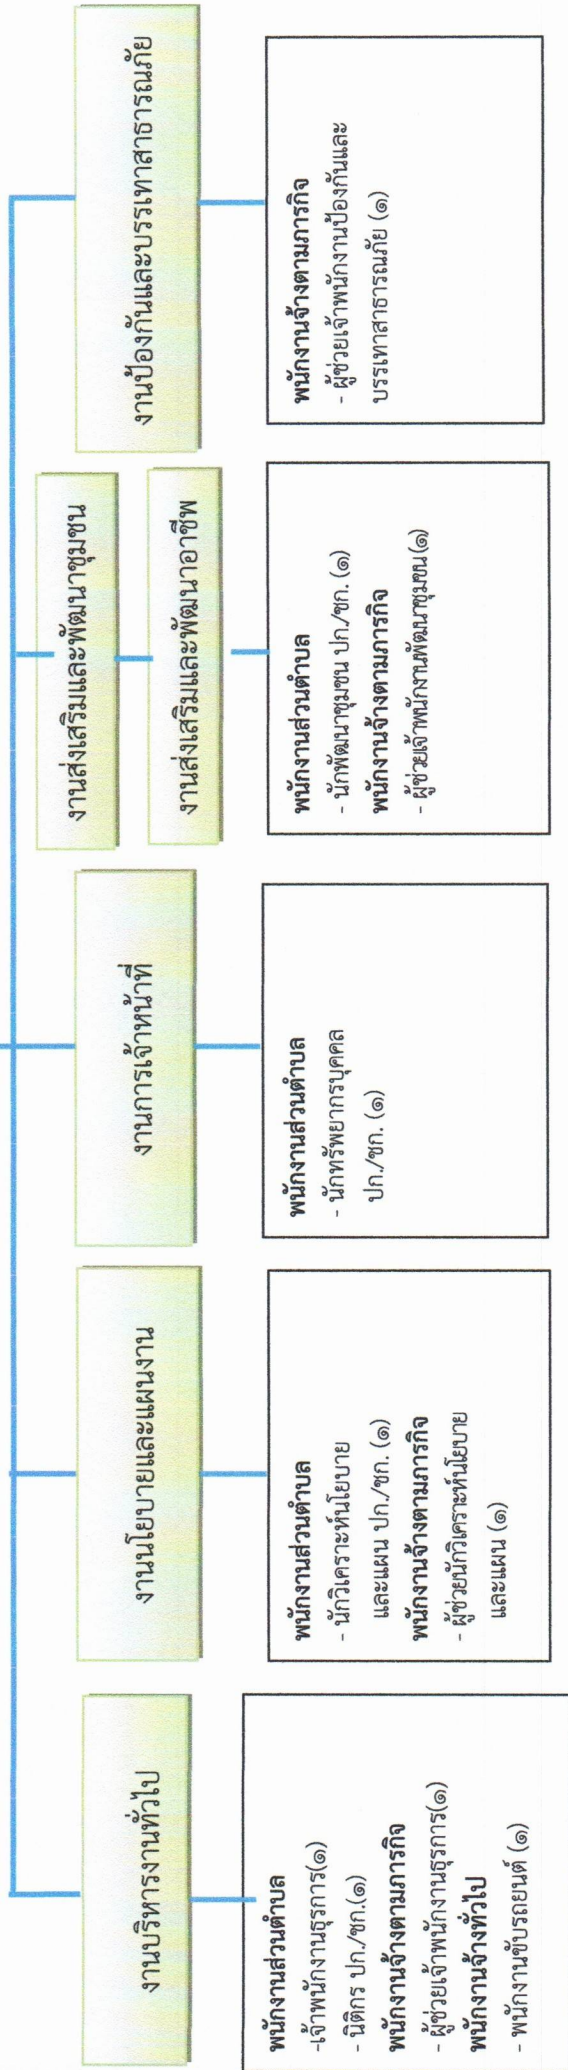 งานบริหารงานทั่วไป
พนักงานส่วนตำบล
-เจ้าพนักงานธุรการ(๑)
- นิติกร ปก./ชก.(๑)
พนักงานจ้างตามภารกิจ
- ผู้ช่วยเจ้าพนักงานธุรการ(๑)
พนักงานจ้างทั่วไป
- พนักงานขับรถยนต์ (๑)
งานนโยบายและแผนงาน
พนักงานส่วนตำบล
- นักวิเคราะห์นโยบาย
และแผน ปก./ชก. (๑)
พนักงานจ้างตามภารกิจ
- ผู้ช่วยนักวิเคราะห์นโยบาย
และแผน (๑)
งานการเจ้าหน้าที่
พนักงานส่วนตำบล
- นักทรัพยากรบุคคล
ปก./ชก. (๑)
งานส่งเสริมและพัฒนาชุมชน
งานส่งเสริมและพัฒนาอาชีพ
พนักงานส่วนตำบล
- นักพัฒนาชุมชน ปก./ชก. (๑)
พนักงานจ้างตามภารกิจ
- ผู้ช่วยเจ้าพนักงานพัฒนาชุมชน(๑)
งานป้องกันและบรรเทาสาธารณภัย
พนักงานจ้างตามภารกิจ
- ผู้ช่วยเจ้าพนักงานป้องกันและ
บรรเทาสาธารณภัย (๑)